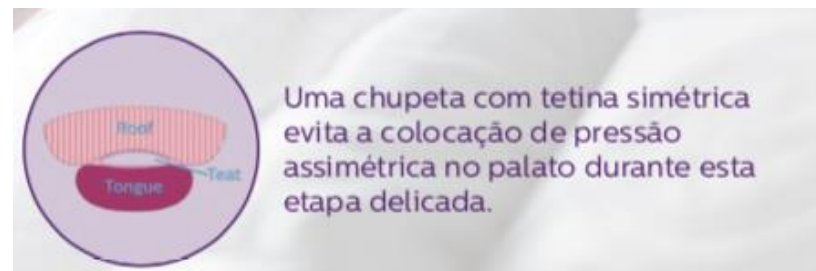 Roof
Teat
Tongue
Uma chupeta com tetina simétrica
evita a colocação de pressão
assimétrica no palato durante esta
etapa delicada.